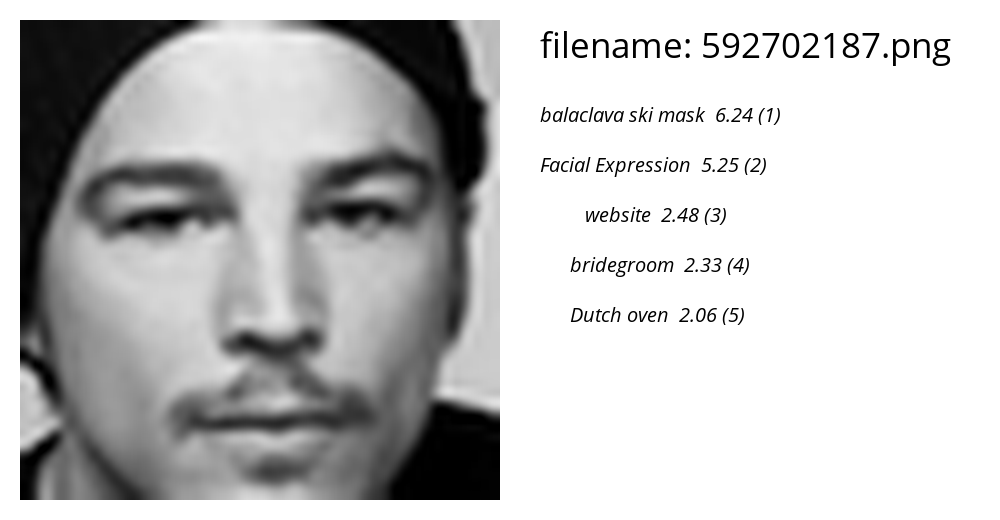 filename: 592702187.png
balaclava ski mask 6.24 (1)
Facial Expression 5.25 (2)
website 2.48 (3)
bridegroom 2.33 (4)
Dutch oven 2.06 (5)